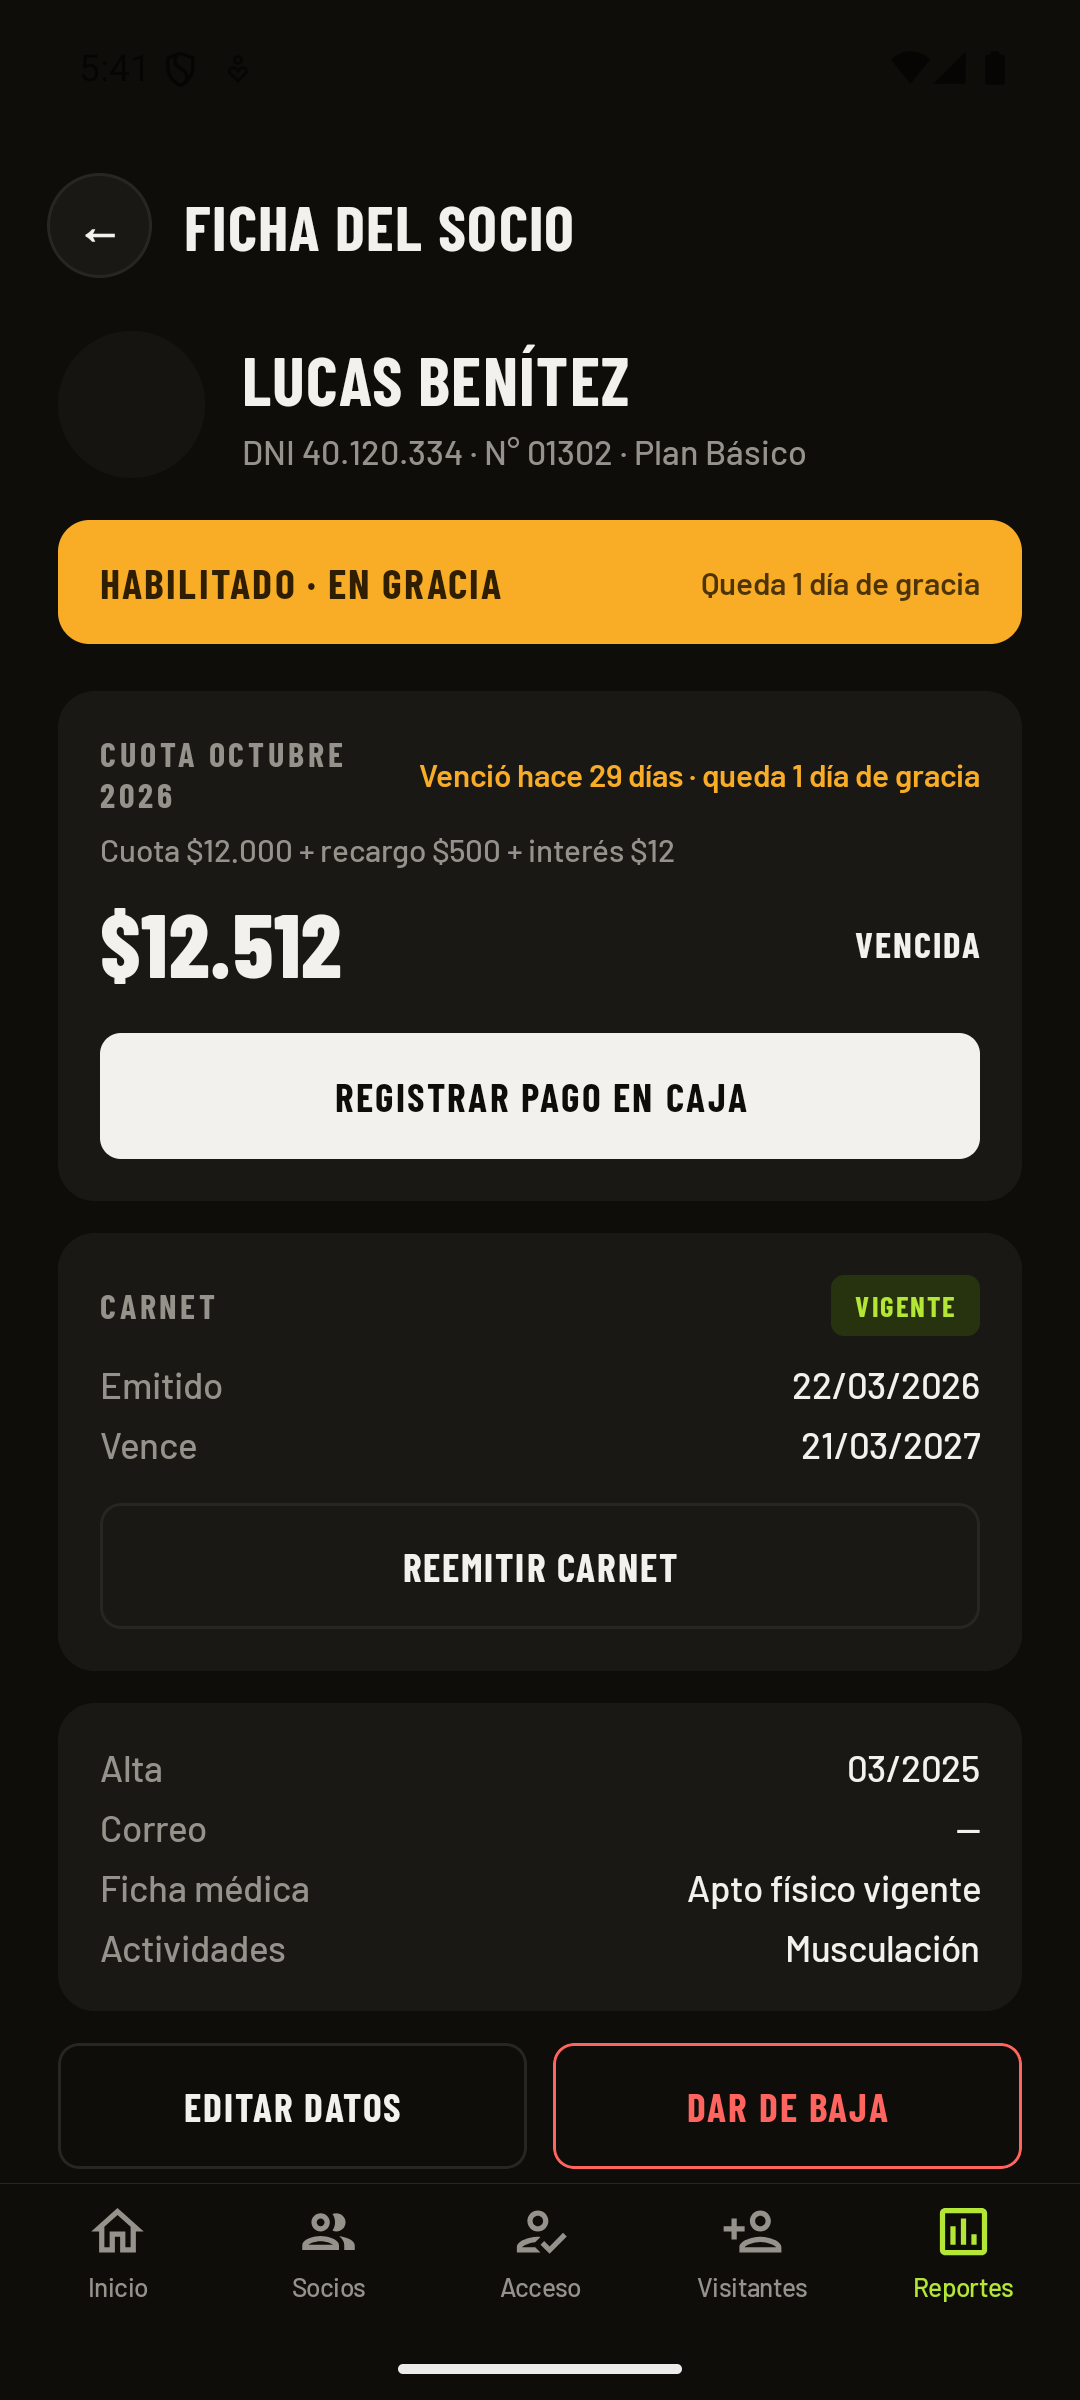 5:41
←
FICHA DEL SOCIO
LUCAS BENÍTEZ
DNI 40.120.334 · N° 01302 · Plan Básico
HABILITADO · EN GRACIA
Queda 1 día de gracia
CUOTA OCTUBRE
2026
Venció hace 29 días · queda 1 día de gracia
Cuota $12.000 + recargo $500 + interés $12
$12.512
VENCIDA
REGISTRAR PAGO EN CAJA
CARNET
VIGENTE
Emitido 22/03/2026
Vence 21/03/2027
REEMITIR CARNET
Alta 03/2025
Correo —
Ficha médica Apto físico vigente
Actividades Musculación
EDITAR DATOS
DAR DE BAJA
Inicio
Socios
Acceso
Visitantes
Reportes